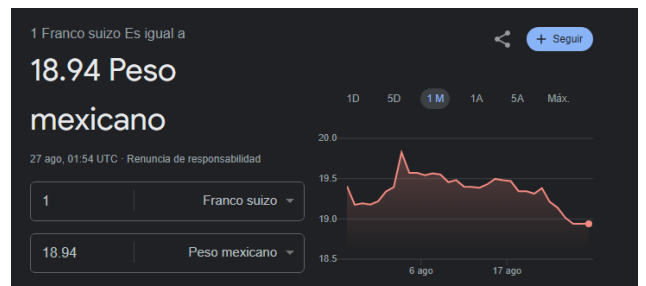 1 Franco suizo Es igual a
18.94 Peso
mexicano
27 ago, 01:54 UTC · Renuncia de responsabilidad
1 Franco suizo
18.94 Peso mexicano
+ Seguir
1D 5D 1 M 1A 5A Máx.
20.0
19.5
19.0
18.5
6 ago 17 ago